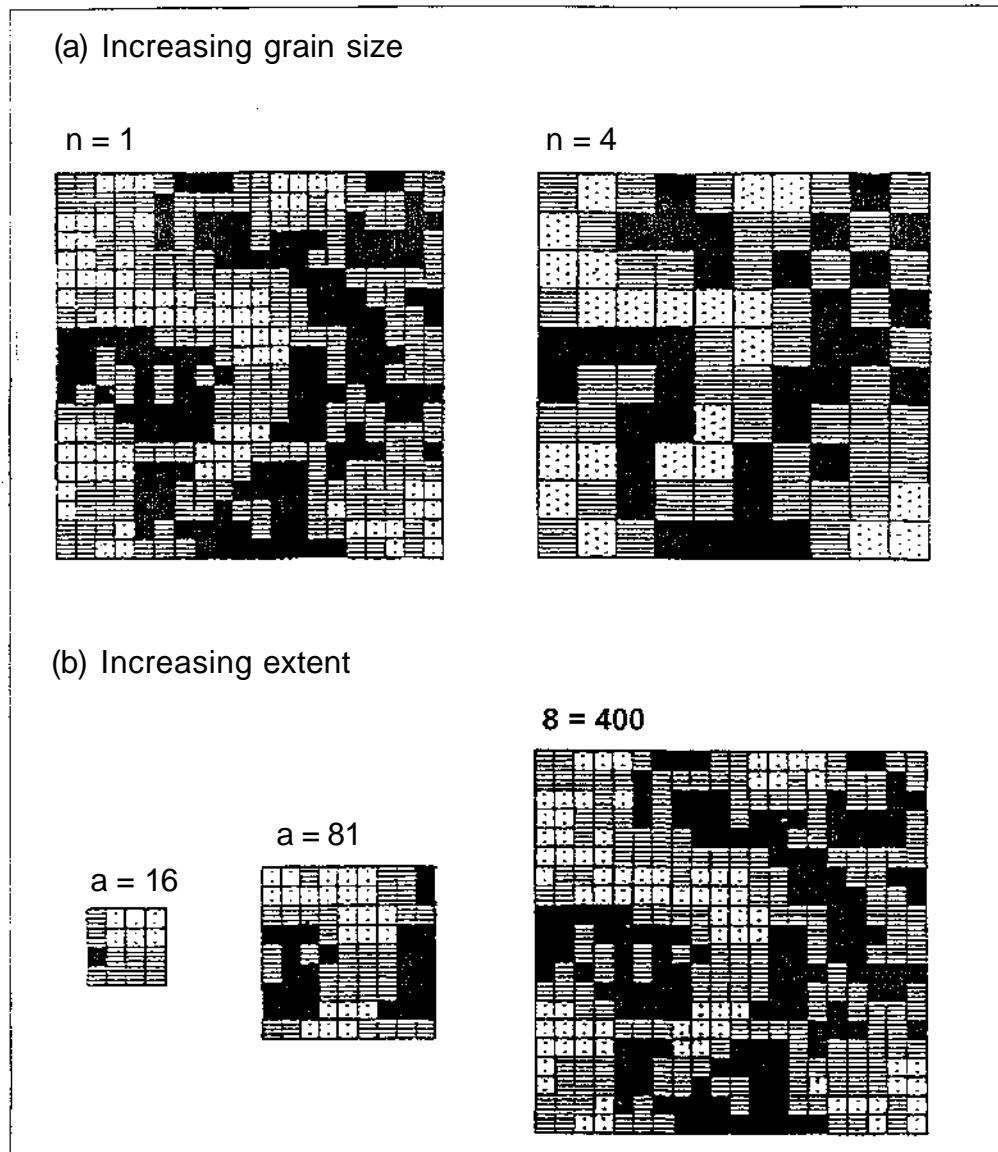 (a) Increasing grain size
n = 1
n = 4
(b) Increasing extent
8 = 400
a = 81
a = 16